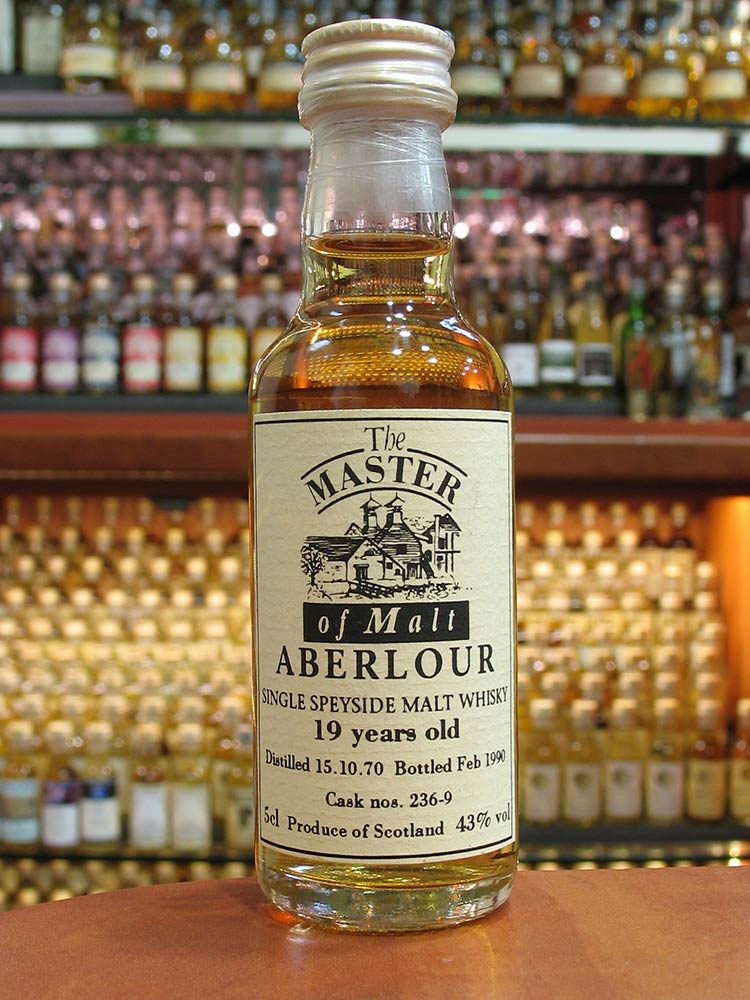 The
MASTER
of Malt
ABERLOUR
SINGLE SPEYSIDE MALT WHISKY
19 years old
Distilled 15.10.70 Bottled Feb 1990
Cask nos. 236-9
5cl Produce of Scotland 43% vol